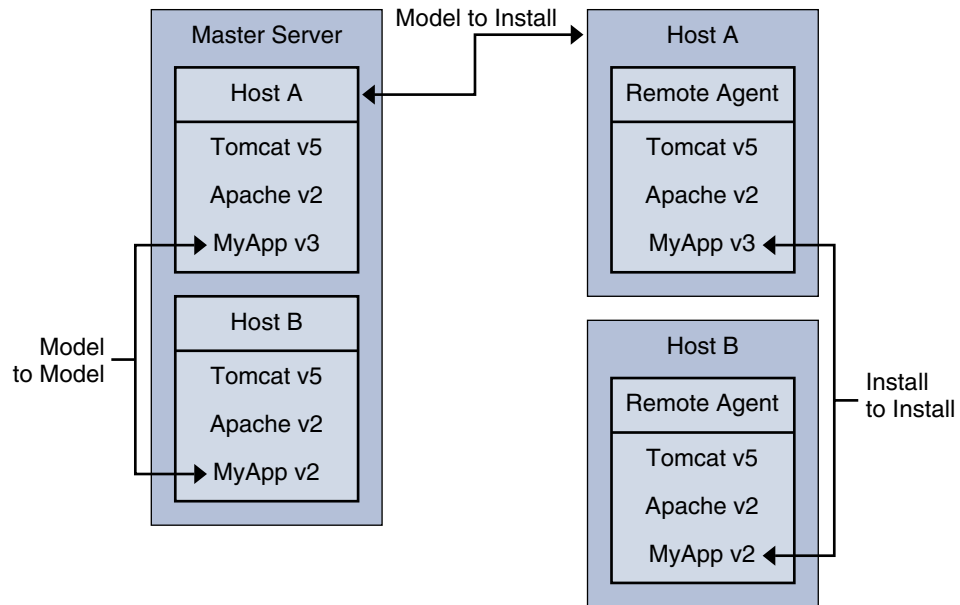 Model to Install
Master Server
Host A
Tomcat v5
Apache v2
MyApp v3
Host B
Tomcat v5
Apache v2
MyApp v2
Model
to Model
Host A
Remote Agent
Tomcat v5
Apache v2
MyApp v3
Host B
Remote Agent
Tomcat v5
Apache v2
MyApp v2
Install
to Install